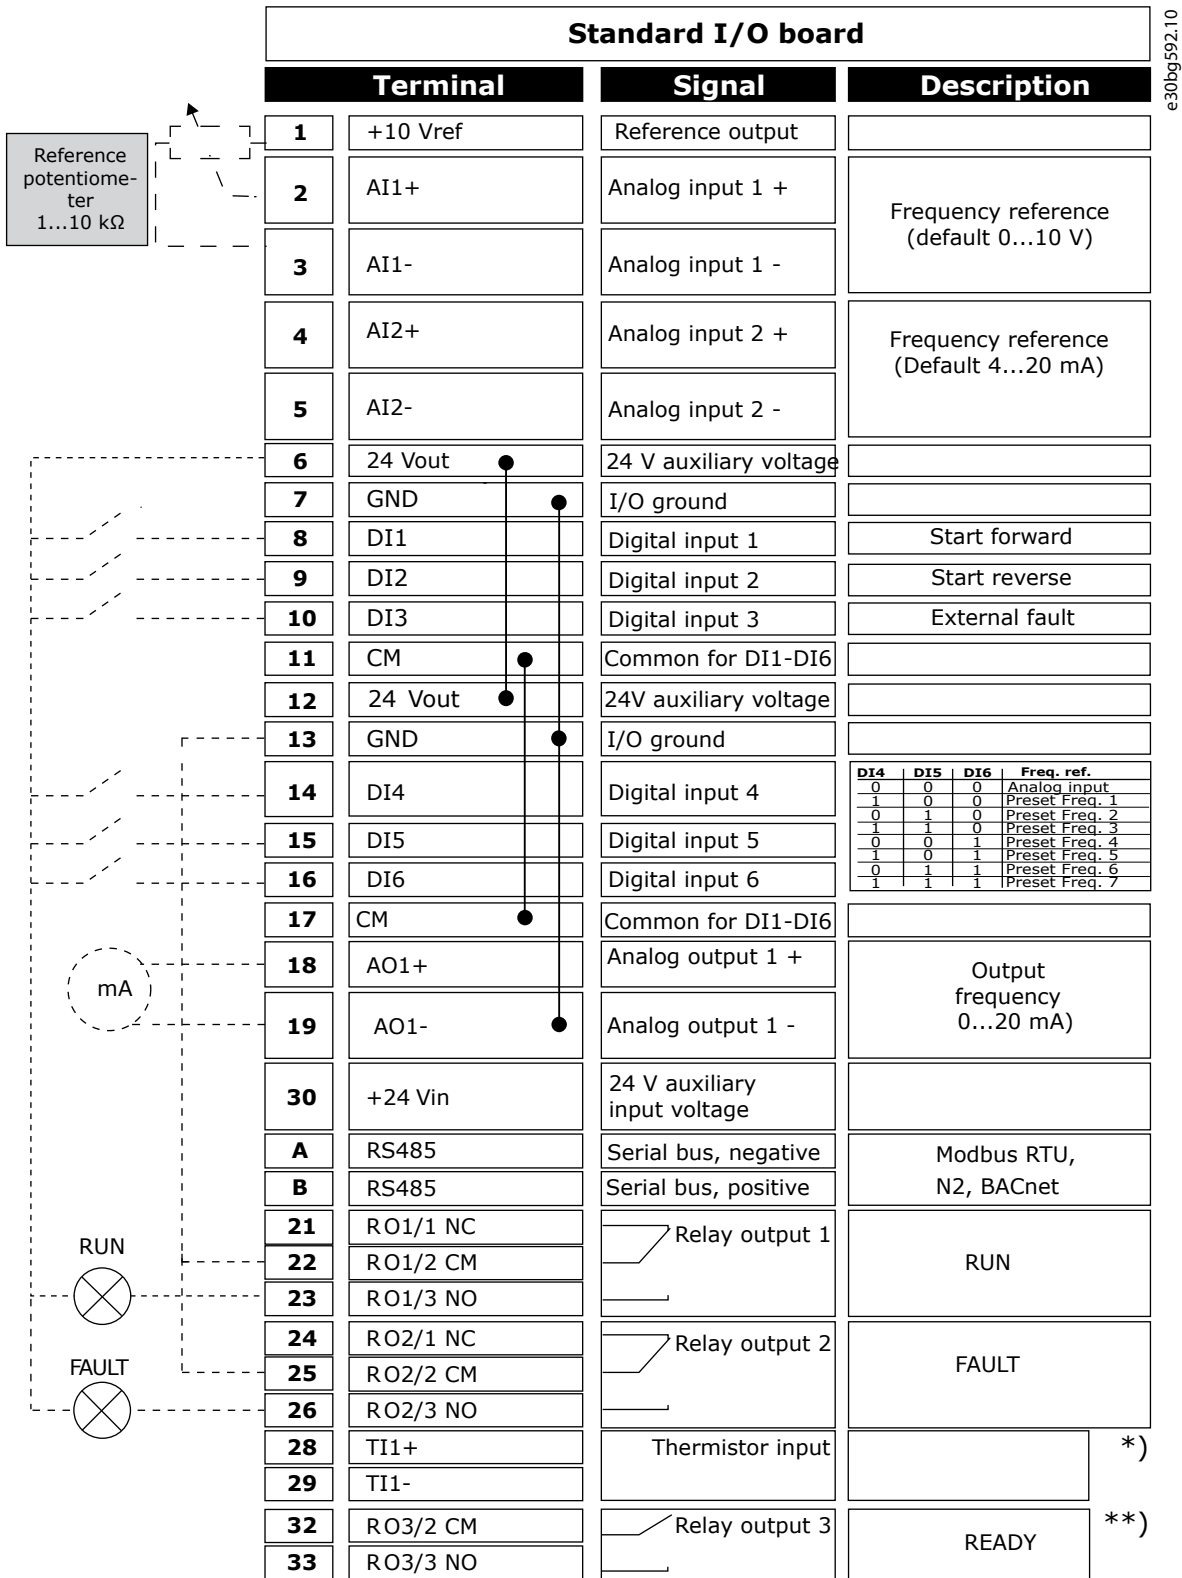 Standard I/O board
e30bg592.10
Terminal Signal Description
Reference
potentiome-
ter
1...10 kΩ
1 +10 Vref Reference output
2 AI1+ Analog input 1 +
Frequency reference
(default 0...10 V)
3 AI1- Analog input 1 -
4 AI2+ Analog input 2 +
Frequency reference
(Default 4...20 mA)
5 AI2- Analog input 2 -
6 24 Vout 24 V auxiliary voltage
7 GND I/O ground
8 DI1 Digital input 1 Start forward
9 DI2 Digital input 2 Start reverse
10 DI3 Digital input 3 External fault
11 CM Common for DI1-DI6
12 24 Vout 24V auxiliary voltage
13 GND I/O ground
14 DI4 Digital input 4
DI4 DI5 DI6 Freq. ref.
0 0 0 Analog input
1 0 0 Preset Freq. 1
0 1 0 Preset Freq. 2
1 1 0 Preset Freq. 3
0 0 1 Preset Freq. 4
1 0 1 Preset Freq. 5
0 1 1 Preset Freq. 6
1 1 1 Preset Freq. 7
15 DI5 Digital input 5
16 DI6 Digital input 6
17 CM Common for DI1-DI6
18 AO1+ Analog output 1 +
mA
Output
frequency
0...20 mA)
19 AO1- Analog output 1 -
30 +24 Vin 24 V auxiliary
input voltage
A RS485 Serial bus, negative
Modbus RTU,
N2, BACnet
B RS485 Serial bus, positive
21 RO1/1 NC Relay output 1
RUN
22 RO1/2 CM RUN
23 RO1/3 NO
24 RO2/1 NC Relay output 2
FAULT
25 RO2/2 CM FAULT
26 RO2/3 NO
28 TI1+ Thermistor input *)
29 TI1-
32 RO3/2 CM Relay output 3 READY **)
33 RO3/3 NO